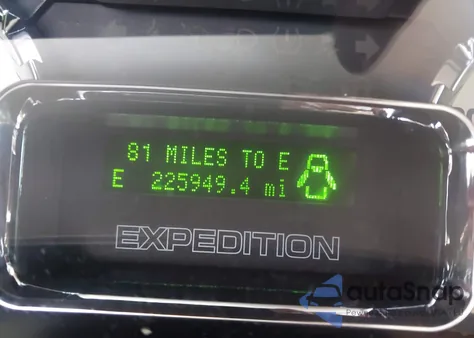 81 MILES TO E
E 225949.4 mi
EXPEDITION
autoSnap